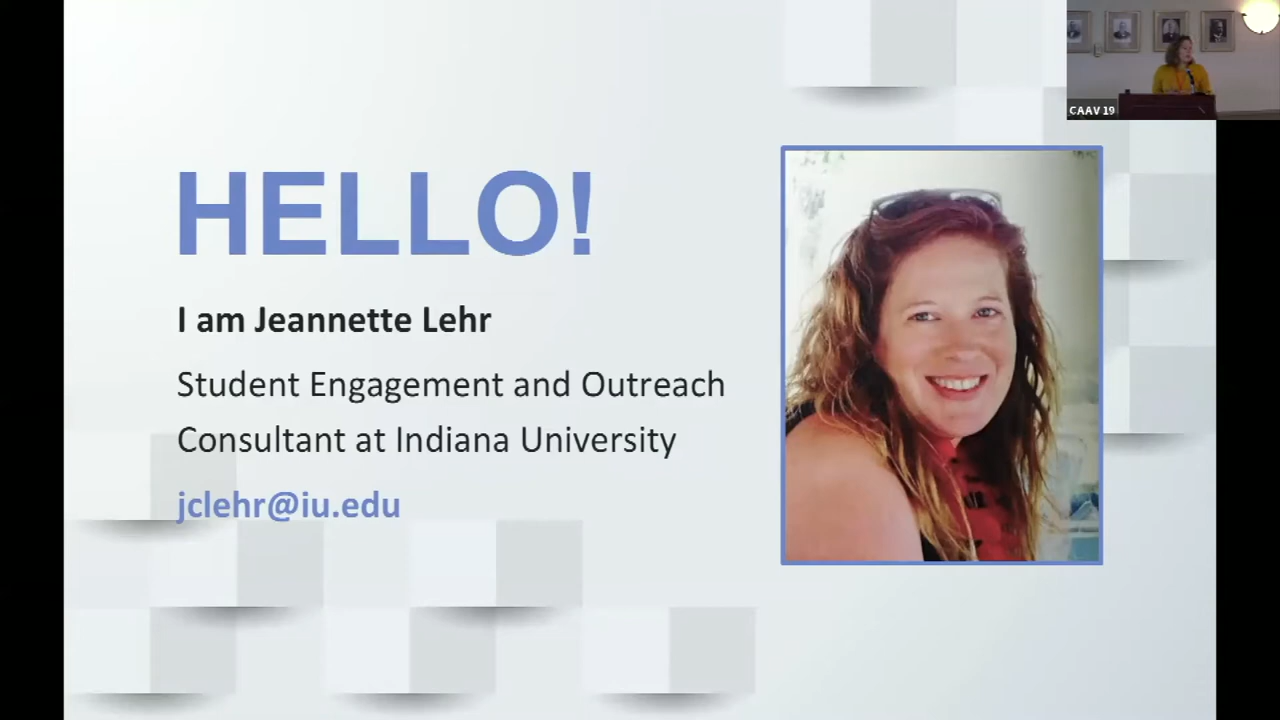 HELLO!
I am Jeannette Lehr
Student Engagement and Outreach
Consultant at Indiana University
jclehr@iu.edu
CAAV 19